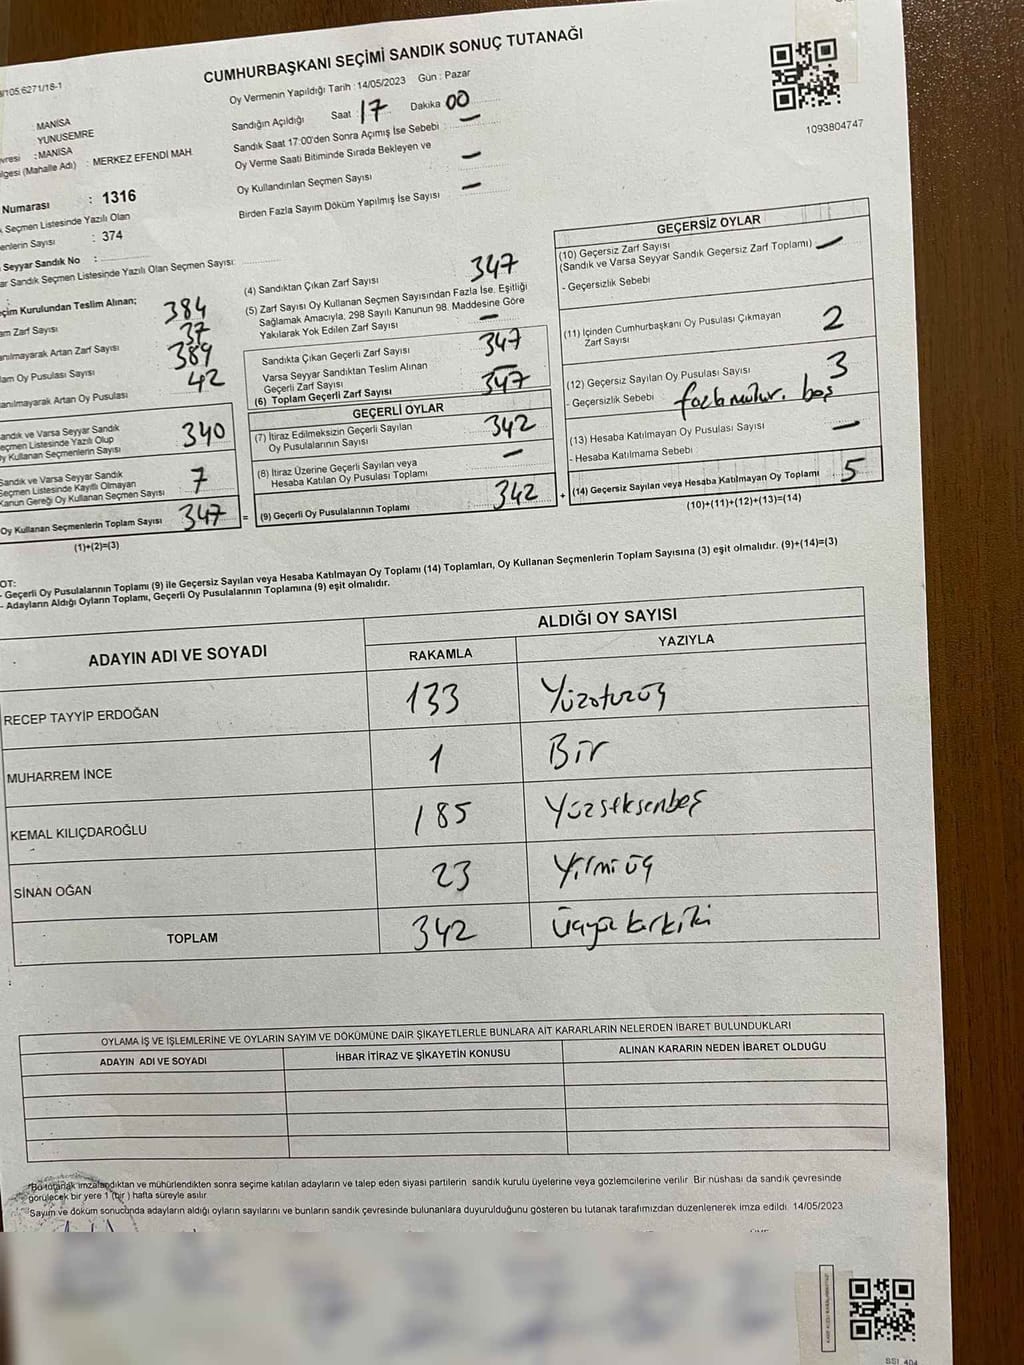 CUMHURBAŞKANI SEÇİMİ SANDIK SONUÇ TUTANAĞI
/105.6271/18-1
Oy Vermenin Yapıldığı Tarih : 14/05/2023 Gün : Pazar
Sandığın Açıldığı Saat 17 Dakika 00
Sandık Saat 17:00'den Sonra Açımış İse Sebebi : –
Oy Verme Saati Bitiminde Sırada Bekleyen ve
Oy Kullandırılan Seçmen Sayısı –
Birden Fazla Sayım Döküm Yapılmış İse Sayısı –
1093804747
: MANİSA
YUNUSEMRE
: MANİSA
(Mahalle Adı) : MERKEZ EFENDİ MAH.
Numarası : 1316
Seçmen Listesinde Yazılı Olan
Sayısı : 374
Seyyar Sandık No :
Sandık Seçmen Listesinde Yazılı Olan Seçmen Sayısı:
Kurulundan Teslim Alınan;
Zarf Sayısı 384
Artan Zarf Sayısı 37
Oy Pusulası Sayısı 389
Artan Oy Pusulası 42
Sandık ve Varsa Seyyar Sandık
Seçmen Listesinde Yazılı Olup
Oy Kullanan Seçmenlerin Sayısı 340
Sandık ve Varsa Seyyar Sandık
Seçmen Listesinde Kayıtlı Olmayan
Kanun Gereği Oy Kullanan Seçmen Sayısı 7
Oy Kullanan Seçmenlerin Toplam Sayısı 347 =
(1)+(2)=(3)
(4) Sandıktan Çıkan Zarf Sayısı 347
(5) Zarf Sayısı Oy Kullanan Seçmen Sayısından Fazla İse, Eşitliği
Sağlamak Amacıyla, 298 Sayılı Kanunun 98. Maddesine Göre
Yakılarak Yok Edilen Zarf Sayısı –
Sandıkta Çıkan Geçerli Zarf Sayısı 347
Varsa Seyyar Sandıktan Teslim Alınan
Geçerli Zarf Sayısı –
(6) Toplam Geçerli Zarf Sayısı 347
GEÇERLİ OYLAR
(7) İtiraz Edilmeksizin Geçerli Sayılan
Oy Pusulalarının Sayısı 342
(8) İtiraz Üzerine Geçerli Sayılan veya
Hesaba Katılan Oy Pusulası Toplamı –
(9) Geçerli Oy Pusulalarının Toplamı 342 +
GEÇERSİZ OYLAR
(10) Geçersiz Zarf Sayısı
(Sandık ve Varsa Seyyar Sandık Geçersiz Zarf Toplamı) –
- Geçersizlik Sebebi
(11) İçinden Cumhurbaşkanı Oy Pusulası Çıkmayan
Zarf Sayısı 2
(12) Geçersiz Sayılan Oy Pusulası Sayısı 3
- Geçersizlik Sebebi boş
(13) Hesaba Katılmayan Oy Pusulası Sayısı –
- Hesaba Katılmama Sebebi
(14) Geçersiz Sayılan veya Hesaba Katılmayan Oy Toplamı 5
(10)+(11)+(12)+(13)=(14)
OT:
- Geçerli Oy Pusulalarının Toplamı (9) ile Geçersiz Sayılan veya Hesaba Katılmayan Oy Toplamı (14) Toplamları, Oy Kullanan Seçmenlerin Toplam Sayısına (3) eşit olmalıdır. (9)+(14)=(3)
- Adayların Aldığı Oyların Toplamı, Geçerli Oy Pusulalarının Toplamına (9) eşit olmalıdır.
ADAYIN ADI VE SOYADI ALDIĞI OY SAYISI
RAKAMLA YAZIYLA
RECEP TAYYİP ERDOĞAN 133 Yüzotuzüç
MUHARREM İNCE 1 Bir
KEMAL KILIÇDAROĞLU 185 Yüzseksenbeş
SİNAN OĞAN 23 Yirmi üç
TOPLAM 342 Üçyüz kırkiki
OYLAMA İŞ VE İŞLEMLERİNE VE OYLARIN SAYIM VE DÖKÜMÜNE DAİR ŞİKAYETLERLE BUNLARA AİT KARARLARIN NELERDEN İBARET BULUNDUKLARI
ADAYIN ADI VE SOYADI İHBAR İTİRAZ VE ŞİKAYETİN KONUSU ALINAN KARARIN NEDEN İBARET OLDUĞU
*Bu tutanak imzalandıktan ve mühürlendikten sonra seçime katılan adayların ve talep eden siyasi partilerin sandık kurulu üyelerine veya gözlemcilerine verilir. Bir nüshası da sandık çevresinde
görülecek bir yere 1 (bir) hafta süreyle asılır.
Sayım ve döküm sonucunda adayların aldığı oyların sayılarını ve bunların sandık çevresinde bulunanlara duyurulduğunu gösteren bu tutanak tarafımızdan düzenlenerek imza edildi. 14/05/2023